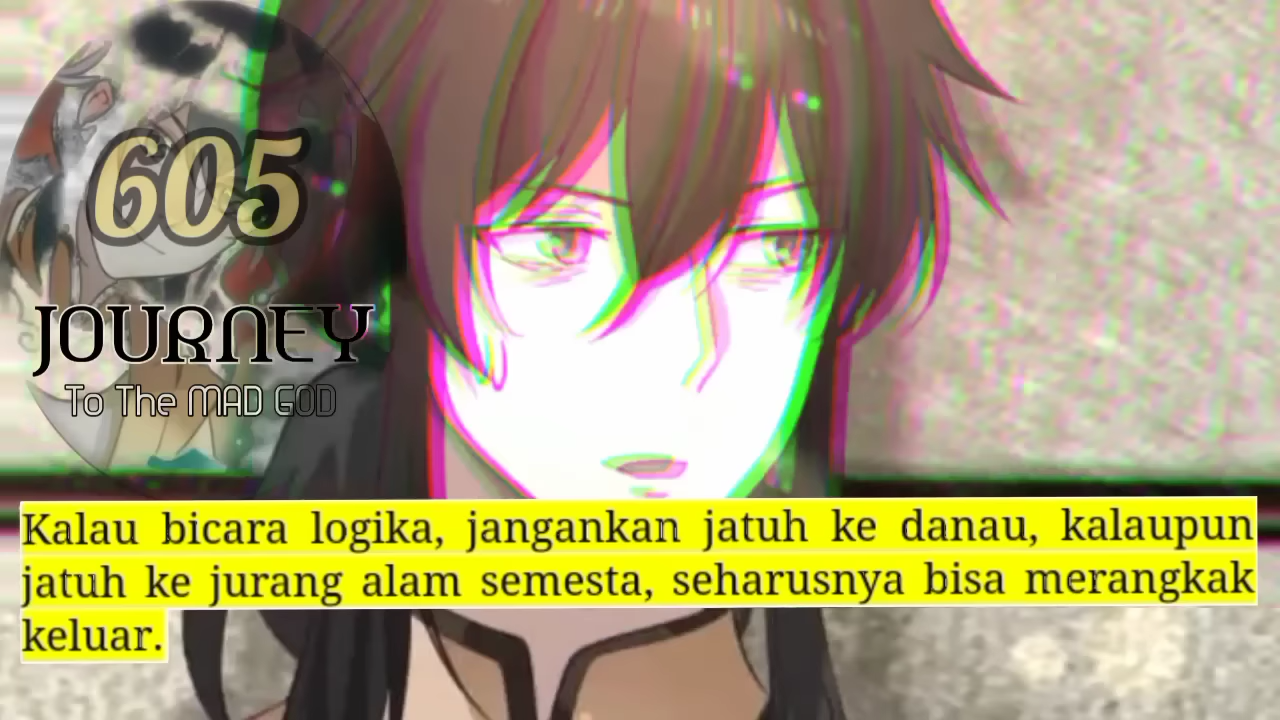 605
JOURNEY
To The MAD GOD
Kalau bicara logika, jangankan jatuh ke danau, kalaupun
jatuh ke jurang alam semesta, seharusnya bisa merangkak
keluar.